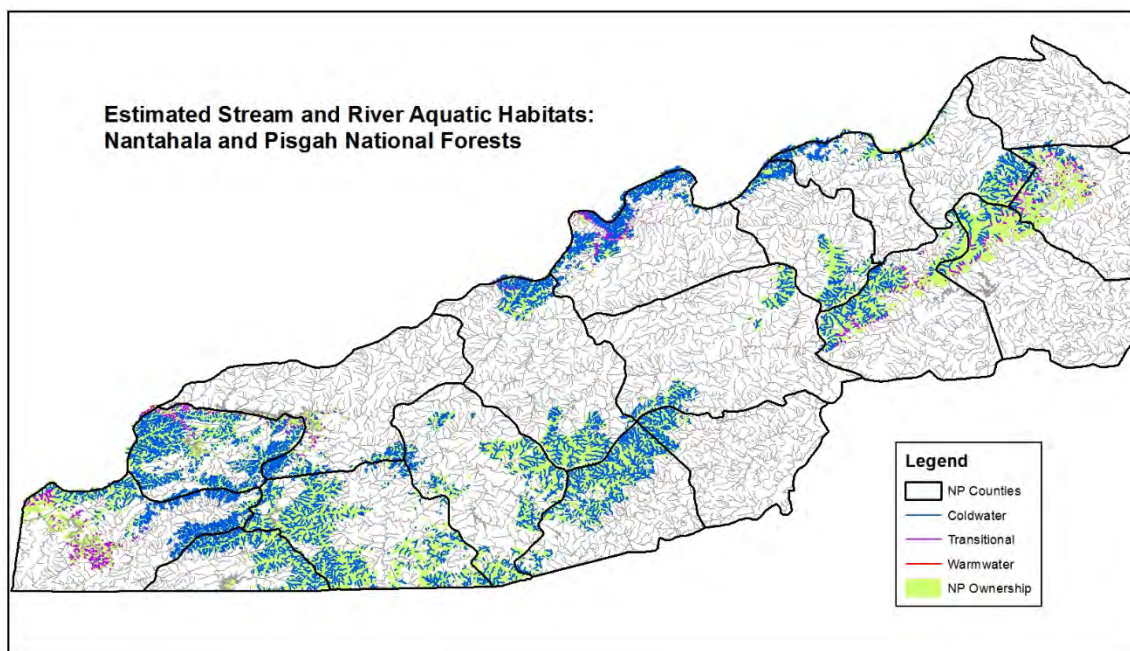 Estimated Stream and River Aquatic Habitats:
Nantahala and Pisgah National Forests
Legend
NP Counties
Coldwater
Transitional
Warmwater
NP Ownership